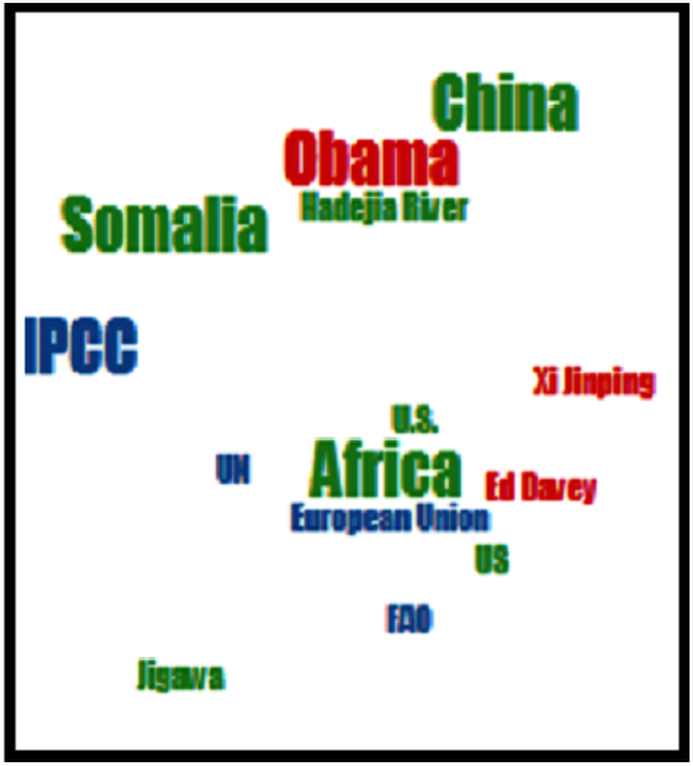 China
Obama
Hadejia River
Somalia
IPCC
Xi Jinping
U.S.
Africa
UN
Ed Davey
European Union
US
FAO
Jigawa